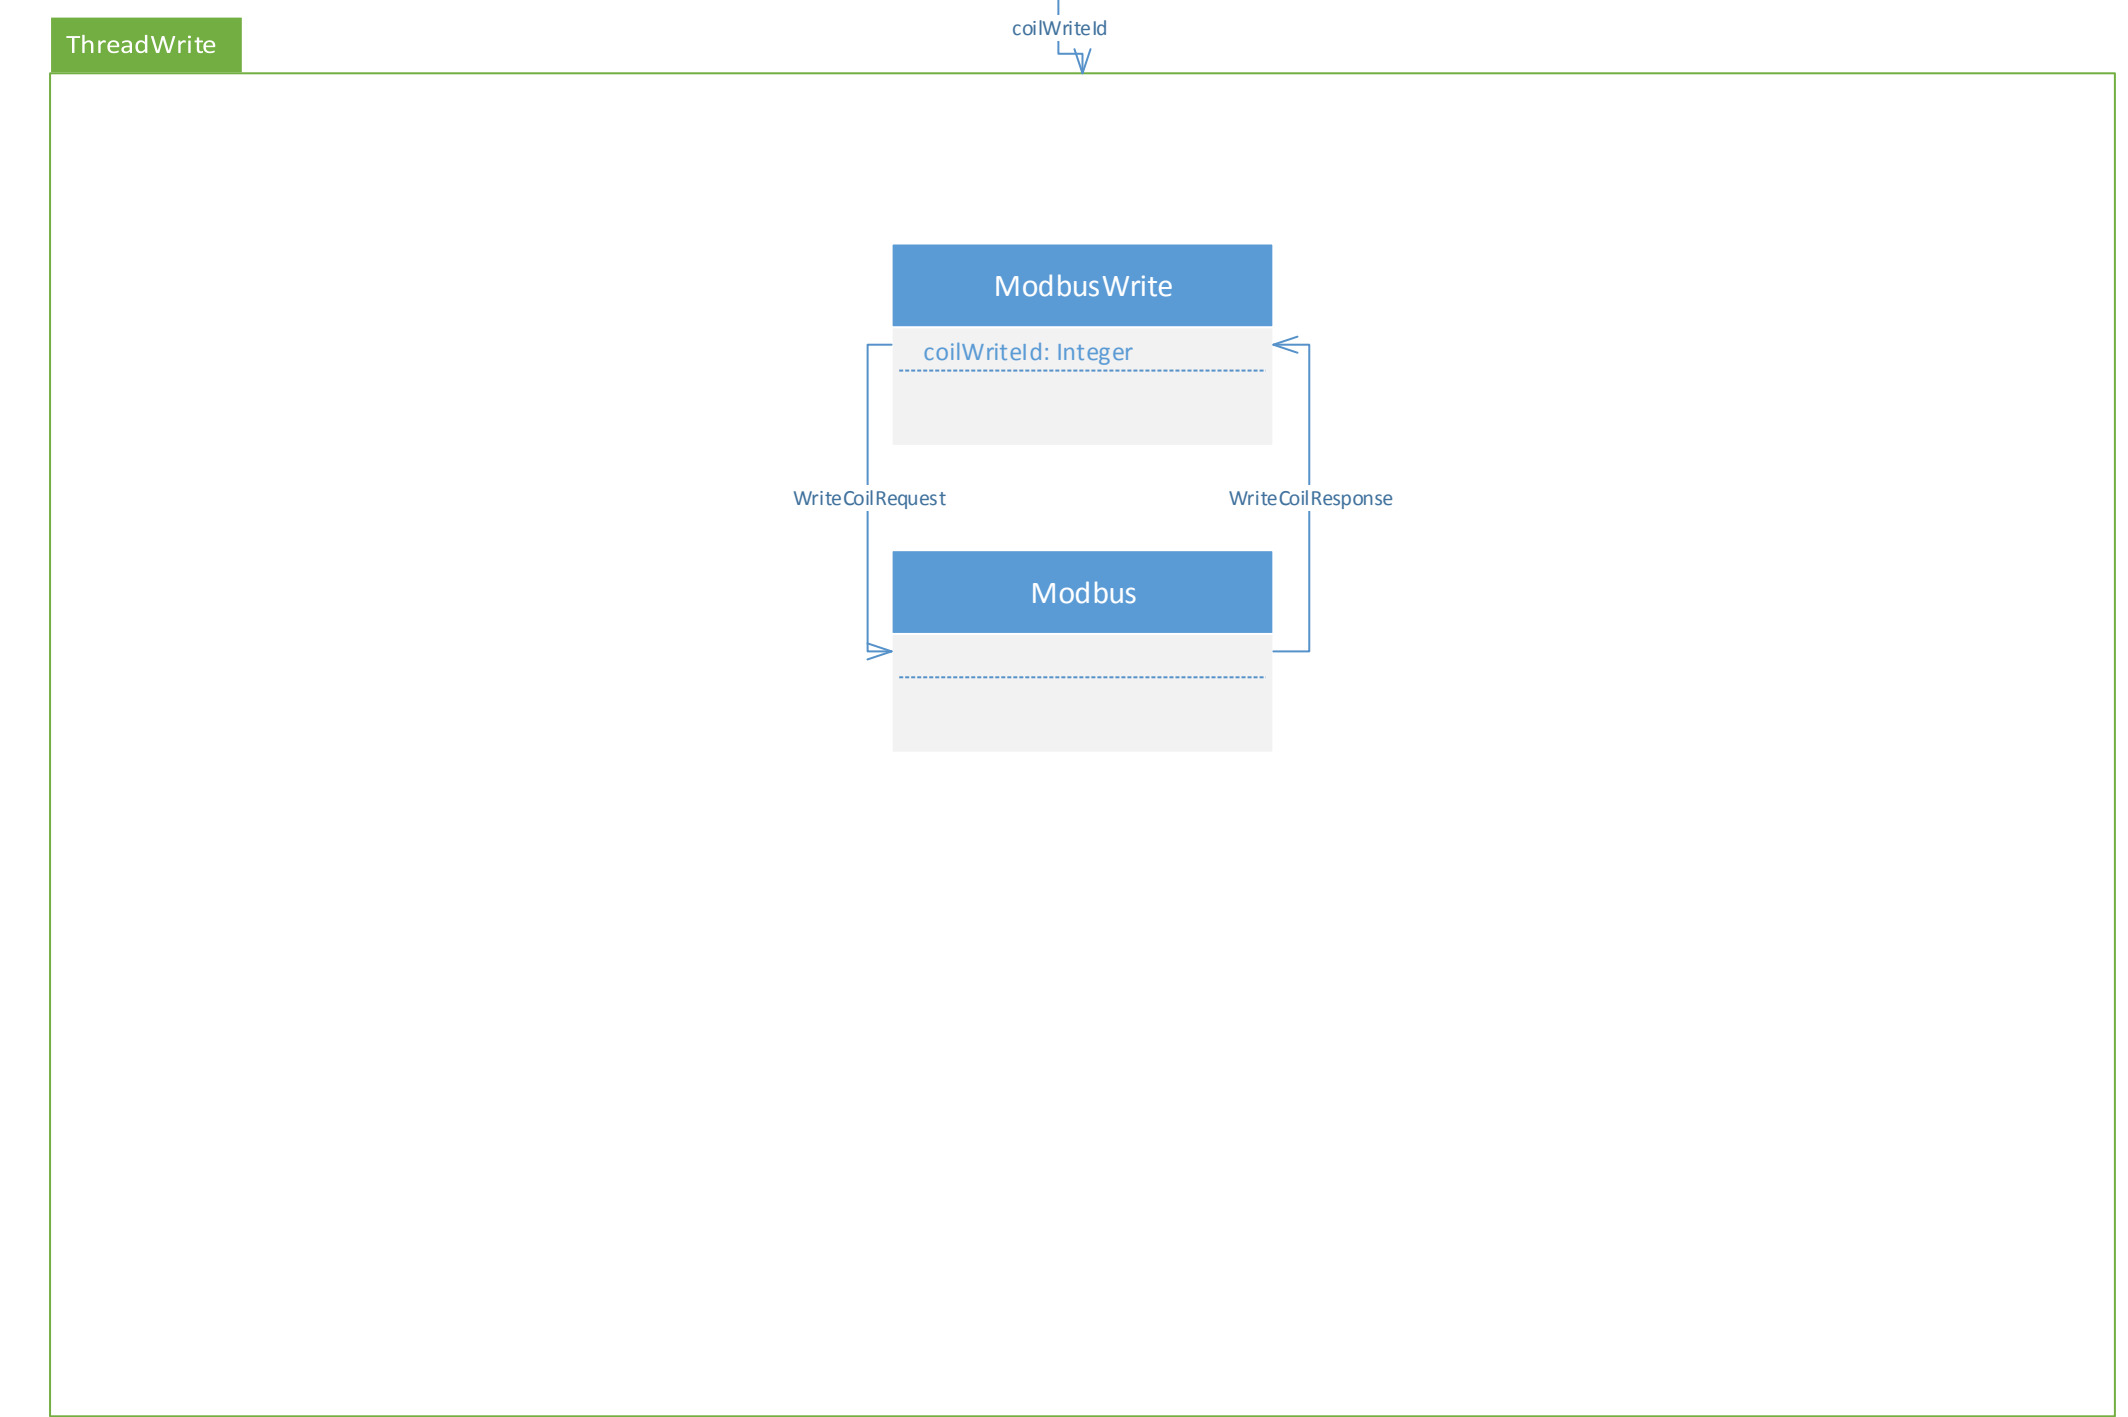 coilWriteId
ThreadWrite
ModbusWrite
coilWriteId: Integer
WriteCoilRequest
WriteCoilResponse
Modbus